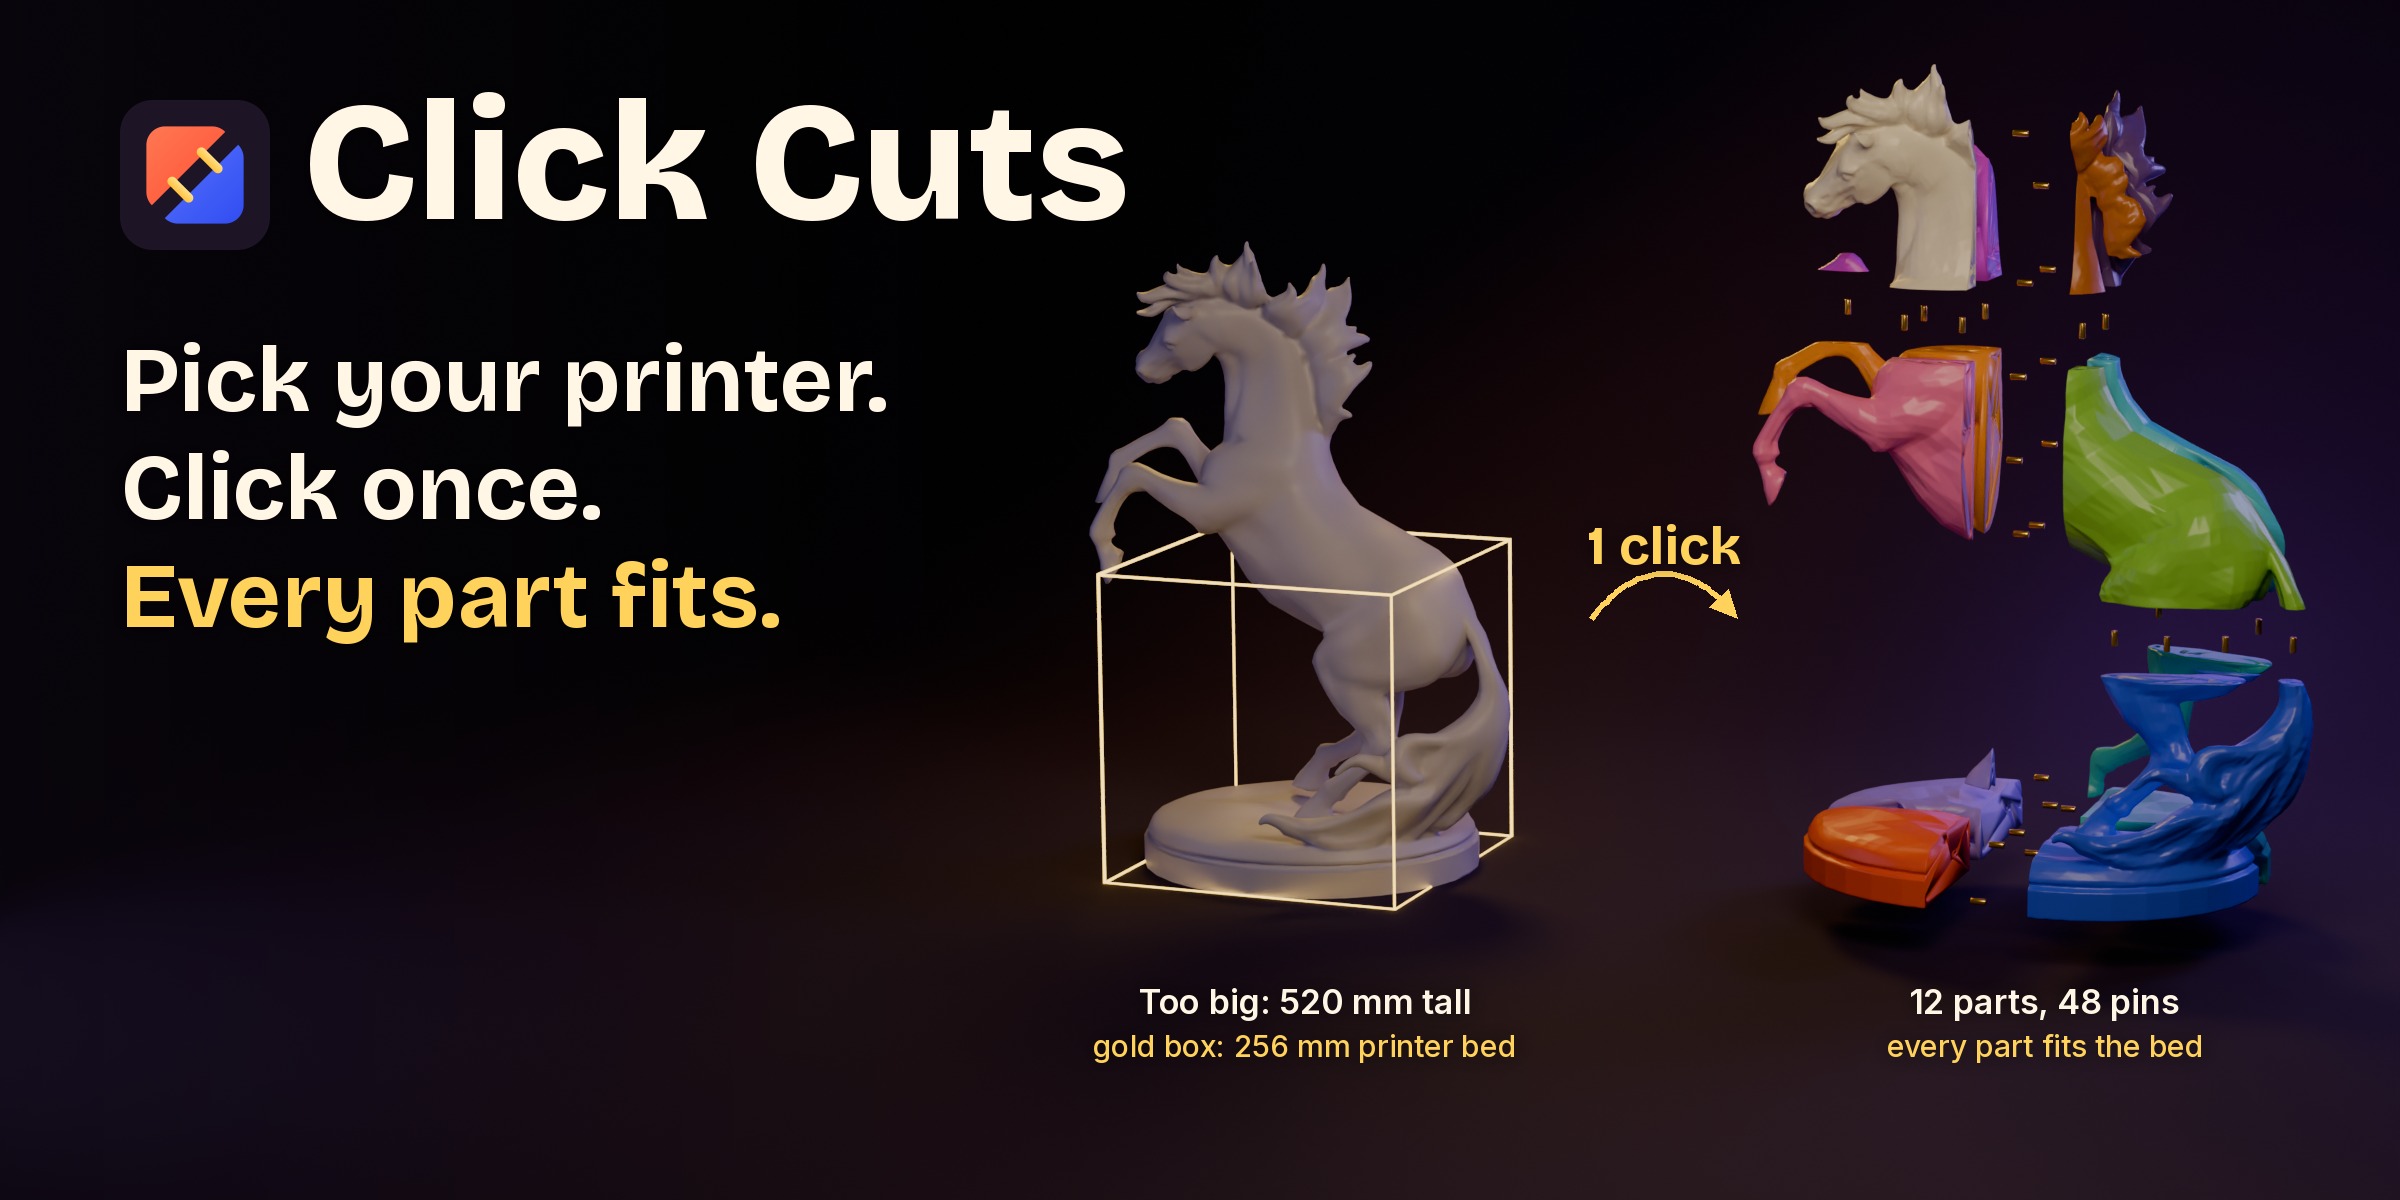 Click Cuts
Pick your printer.
Click once.
Every part fits.
1 click
Too big: 520 mm tall
gold box: 256 mm printer bed
12 parts, 48 pins
every part fits the bed